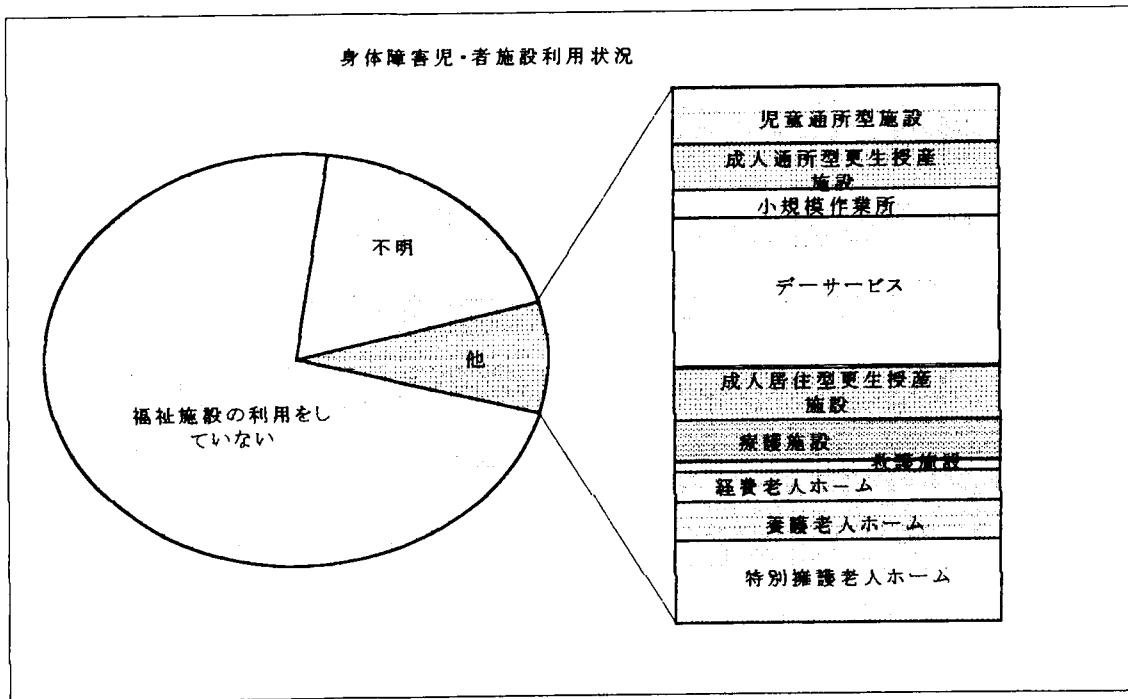 身体障害児・者施設利用状況
不明
他
福祉施設の利用をし
ていない
児童通所型施設
成人通所型更生授産
施設
小規模作業所
デーサービス
成人居住型更生授産
施設
療護施設
救護施設
経費老人ホーム
養護老人ホーム
特別擁護老人ホーム